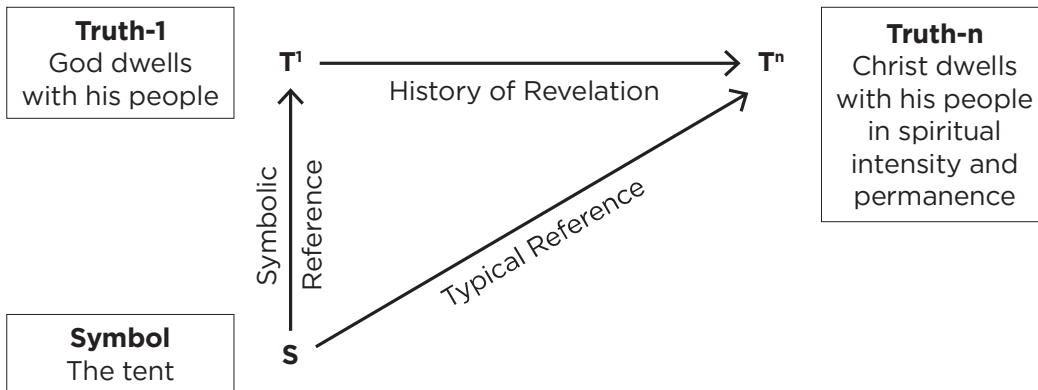 Truth-1
God dwells
with his people
T¹
Tⁿ
History of Revelation
Truth-n
Christ dwells
with his people
in spiritual
intensity and
permanence
Symbolic
Reference
Typical Reference
Symbol
The tent
S